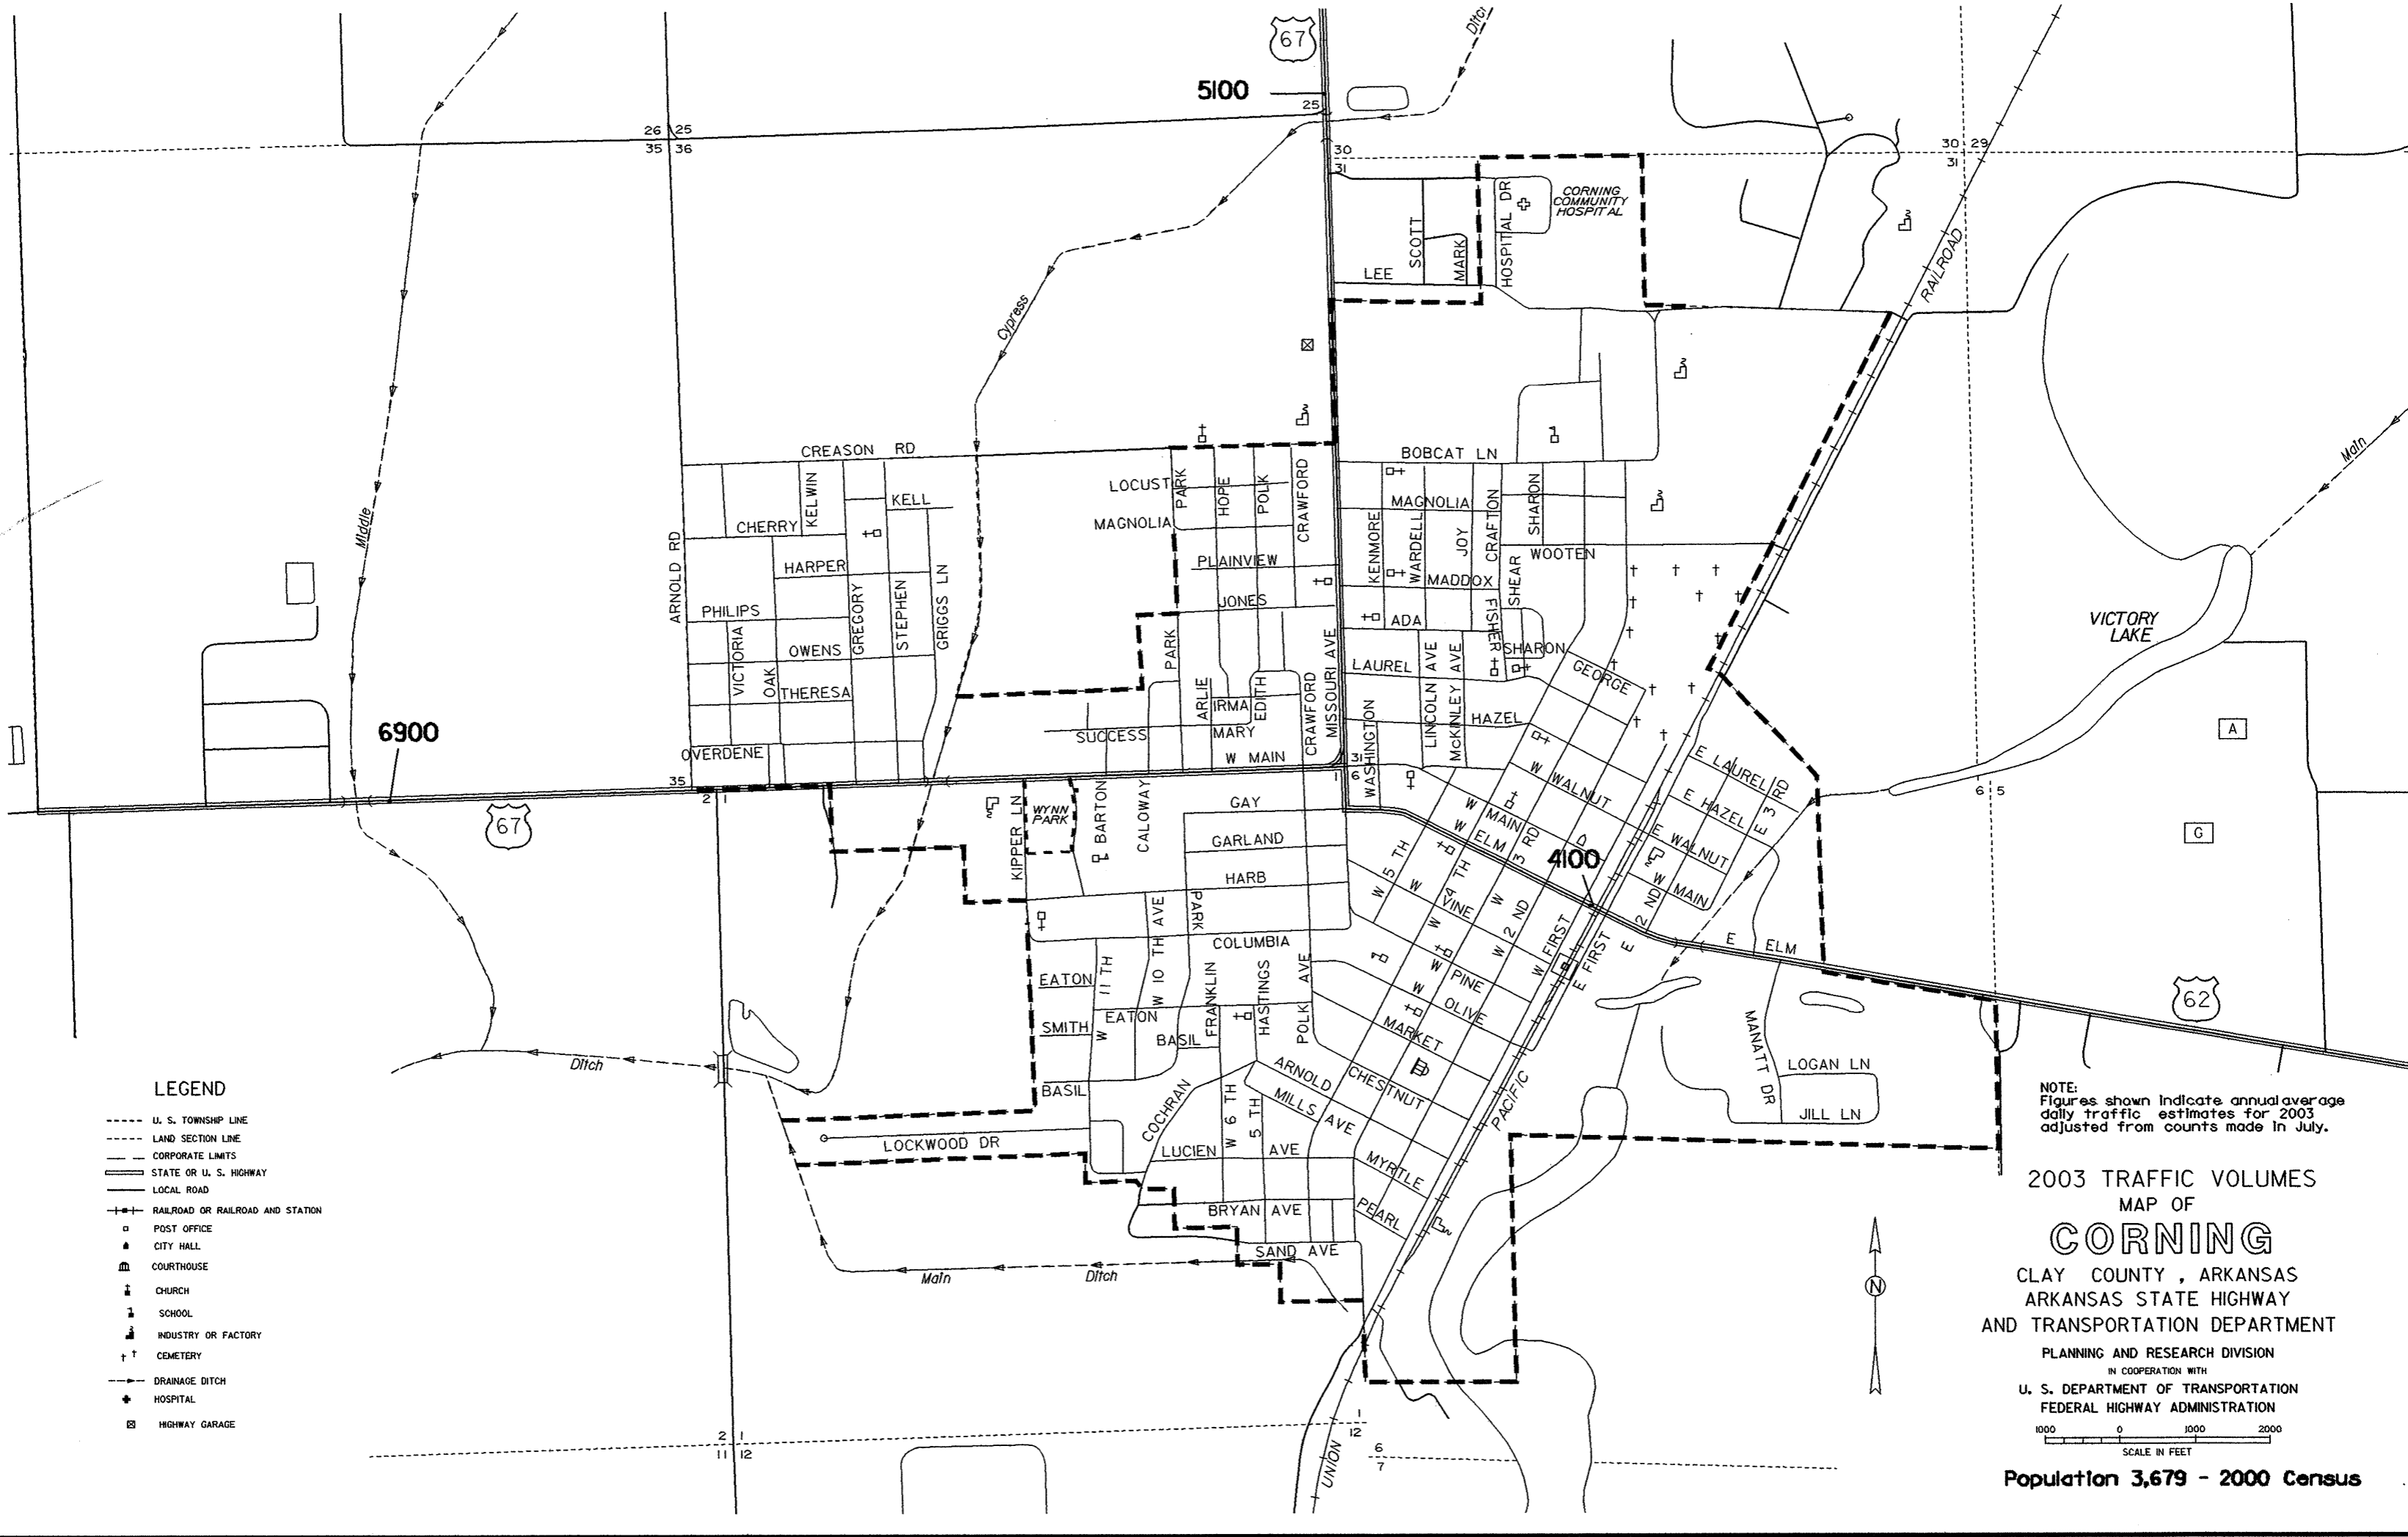 67
Ditch
5100
25
26 25
35 36
30
31
30 29
31
CORNING
COMMUNITY
HOSPITAL
HOSPITAL DR
SCOTT
MARK
LEE
RAILROAD
Cypress
Middle
Main
CREASON RD
BOBCAT LN
KELWIN
KELL
CHERRY
LOCUST
PARK
HOPE
POLK
CRAWFORD
MAGNOLIA
MAGNOLIA
KENMORE
WARDELL
JOY
CRAFTON
SHARON
WOOTEN
ARNOLD RD
HARPER
PLAINVIEW
MADDOX
SHEAR
PHILIPS
GREGORY
STEPHEN
GRIGGS LN
JONES
ADA
FISHER
VICTORIA
OWENS
OAK
THERESA
PARK
ARLIE
IRMA
EDITH
CRAWFORD
MISSOURI AVE
LAUREL
LINCOLN AVE
McKINLEY AVE
SHARON
GEORGE
VICTORY
LAKE
6900
OVERDENE
SUCCESS
MARY
W MAIN
WASHINGTON
HAZEL
35
2 1
31
1 6
6 5
67
KIPPER LN
WYNN
PARK
BARTON
CALOWAY
GAY
GARLAND
HARB
W WALNUT
W MAIN
W ELM
E LAUREL
E HAZEL
E 3 RD
E WALNUT
W MAIN
4100
A
G
W 5 TH
W 4 TH
W 3 RD
W 2 ND
W FIRST
E FIRST
E 2 ND
W VINE
W PINE
W OLIVE
E ELM
62
PARK
COLUMBIA
EATON
W 11 TH
W 10 TH AVE
FRANKLIN
HASTINGS
POLK AVE
SMITH
EATON
BASIL
BASIL
MARKET
ARNOLD
CHESTNUT
MILLS AVE
COCHRAN
W 6 TH
5 TH
PACIFIC
MANATT DR
LOGAN LN
JILL LN
Ditch
LOCKWOOD DR
LUCIEN AVE
MYRTLE
BRYAN AVE
PEARL
SAND AVE
Main
Ditch
UNION
2 1
11 12
1
12
6
7
LEGEND
U. S. TOWNSHIP LINE
LAND SECTION LINE
CORPORATE LIMITS
STATE OR U. S. HIGHWAY
LOCAL ROAD
RAILROAD OR RAILROAD AND STATION
POST OFFICE
CITY HALL
COURTHOUSE
CHURCH
SCHOOL
INDUSTRY OR FACTORY
CEMETERY
DRAINAGE DITCH
HOSPITAL
HIGHWAY GARAGE
N
NOTE:
Figures shown indicate annual average
daily traffic estimates for 2003
adjusted from counts made in July.
2003 TRAFFIC VOLUMES
MAP OF
CORNING
CLAY COUNTY , ARKANSAS
ARKANSAS STATE HIGHWAY
AND TRANSPORTATION DEPARTMENT
PLANNING AND RESEARCH DIVISION
IN COOPERATION WITH
U. S. DEPARTMENT OF TRANSPORTATION
FEDERAL HIGHWAY ADMINISTRATION
1000 0 1000 2000
SCALE IN FEET
Population 3,679 - 2000 Census